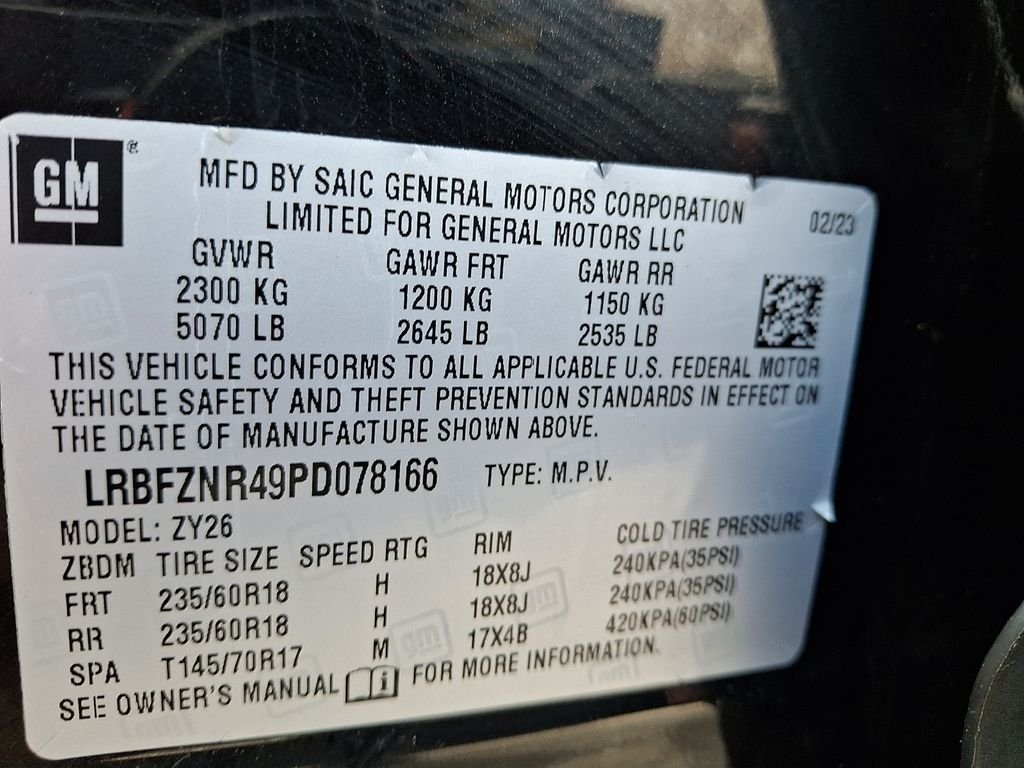 GM
®
MFD BY SAIC GENERAL MOTORS CORPORATION
LIMITED FOR GENERAL MOTORS LLC
02/23
GVWR GAWR FRT GAWR RR
2300 KG 1200 KG 1150 KG
5070 LB 2645 LB 2535 LB
THIS VEHICLE CONFORMS TO ALL APPLICABLE U.S. FEDERAL MOTOR
VEHICLE SAFETY AND THEFT PREVENTION STANDARDS IN EFFECT ON
THE DATE OF MANUFACTURE SHOWN ABOVE.
LRBFZNR49PD078166 TYPE: M.P.V.
MODEL: ZY26
ZBDM TIRE SIZE SPEED RTG RIM COLD TIRE PRESSURE
FRT 235/60R18 H 18X8J 240KPA(35PSI)
RR 235/60R18 H 18X8J 240KPA(35PSI)
SPA T145/70R17 M 17X4B 420KPA(60PSI)
SEE OWNER'S MANUAL i FOR MORE INFORMATION.